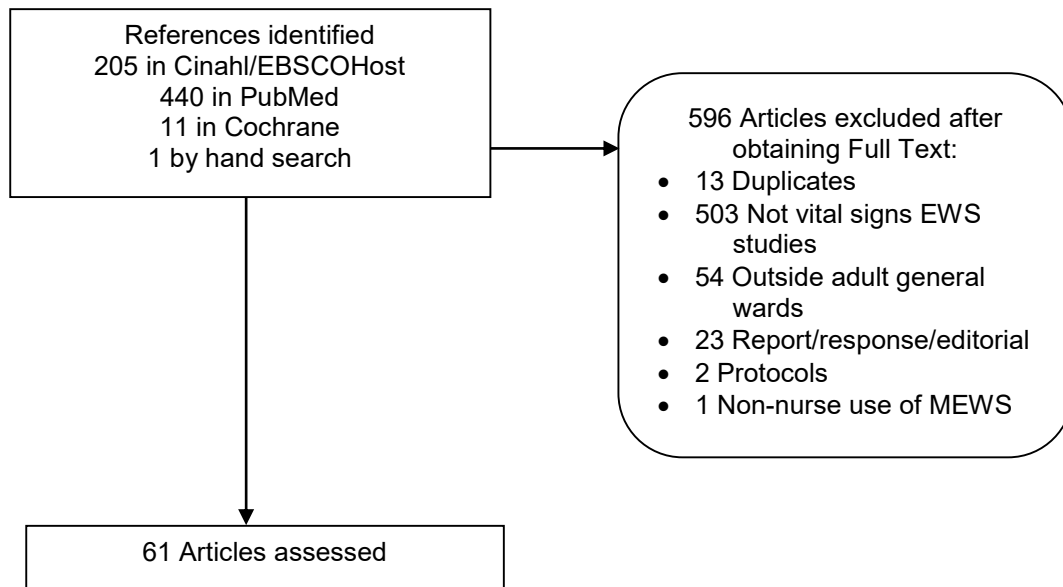 References identified
205 in Cinahl/EBSCOHost
440 in PubMed
11 in Cochrane
1 by hand search
596 Articles excluded after
obtaining Full Text:
• 13 Duplicates
• 503 Not vital signs EWS
studies
• 54 Outside adult general
wards
• 23 Report/response/editorial
• 2 Protocols
• 1 Non-nurse use of MEWS
61 Articles assessed